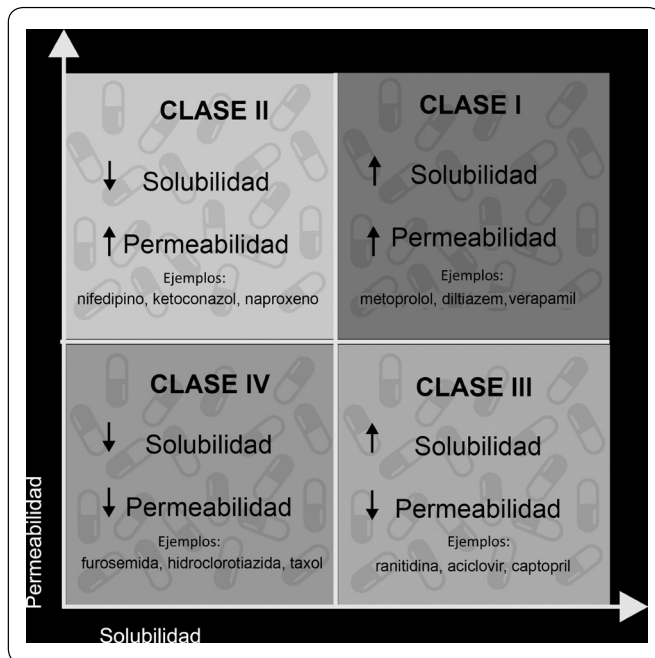 CLASE II
↓ Solubilidad
↑ Permeabilidad
Ejemplos:
nifedipino, ketoconazol, naproxeno
CLASE I
↑ Solubilidad
↑ Permeabilidad
Ejemplos:
metoprolol, diltiazem, verapamil
CLASE IV
↓ Solubilidad
↓ Permeabilidad
Ejemplos:
furosemida, hidroclorotiazida, taxol
CLASE III
↑ Solubilidad
↓ Permeabilidad
Ejemplos:
ranitidina, aciclovir, captopril
Permeabilidad
Solubilidad